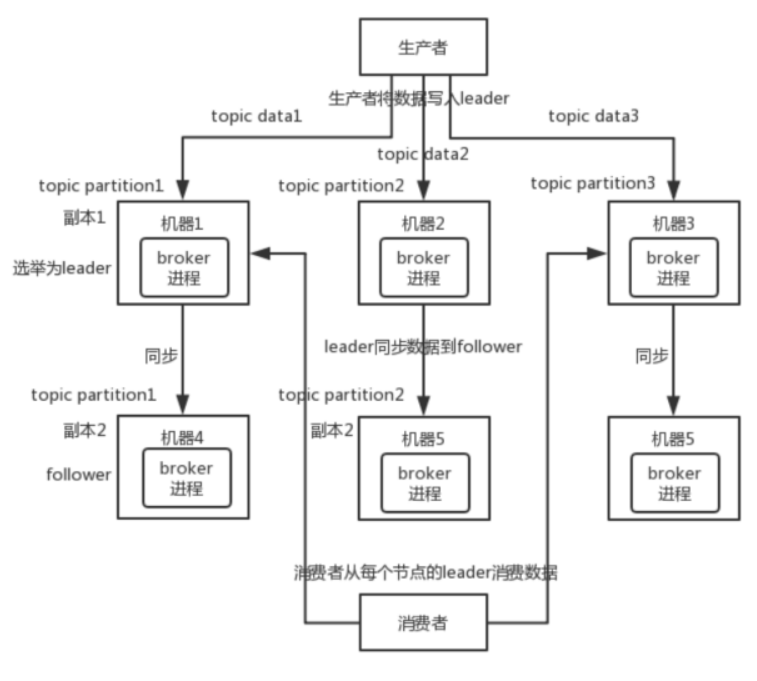 生产者
生产者将数据写入leader
topic data1
topic data3
topic data2
topic partition1
topic partition2
topic partition3
副本1
机器1
机器2
机器3
选举为leader
broker
进程
broker
进程
broker
进程
同步
leader同步数据到follower
同步
topic partition1
topic partition2
副本2
机器4
副本2
机器5
机器5
follower
broker
进程
broker
进程
broker
进程
消费者从每个节点的leader消费数据
消费者